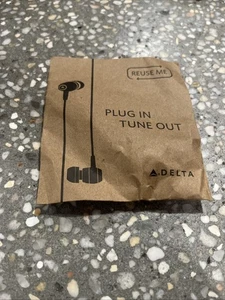 REUSE ME
PLUG IN
TUNE OUT
DELTA